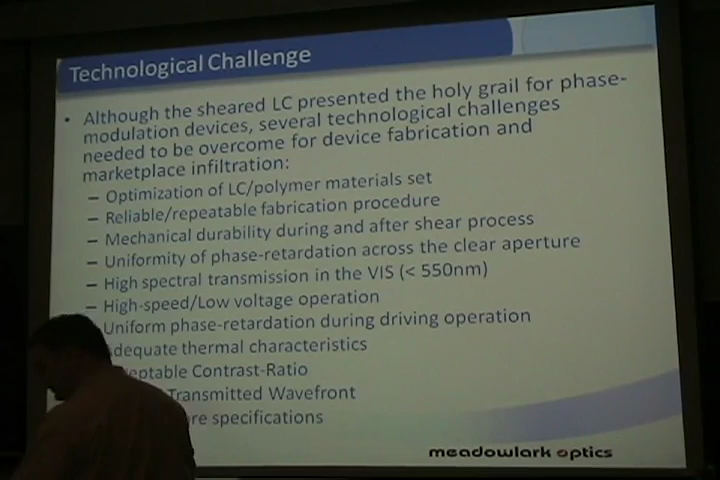 Technological Challenge
• Although the sheared LC presented the holy grail for phase-
modulation devices, several technological challenges
needed to be overcome for device fabrication and
marketplace infiltration:
– Optimization of LC/polymer materials set
– Reliable/repeatable fabrication procedure
– Mechanical durability during and after shear process
– Uniformity of phase-retardation across the clear aperture
– High spectral transmission in the VIS (< 550nm)
– High-speed/Low voltage operation
Uniform phase-retardation during driving operation
dequate thermal characteristics
eptable Contrast-Ratio
Transmitted Wavefront
re specifications
meadowlark optics